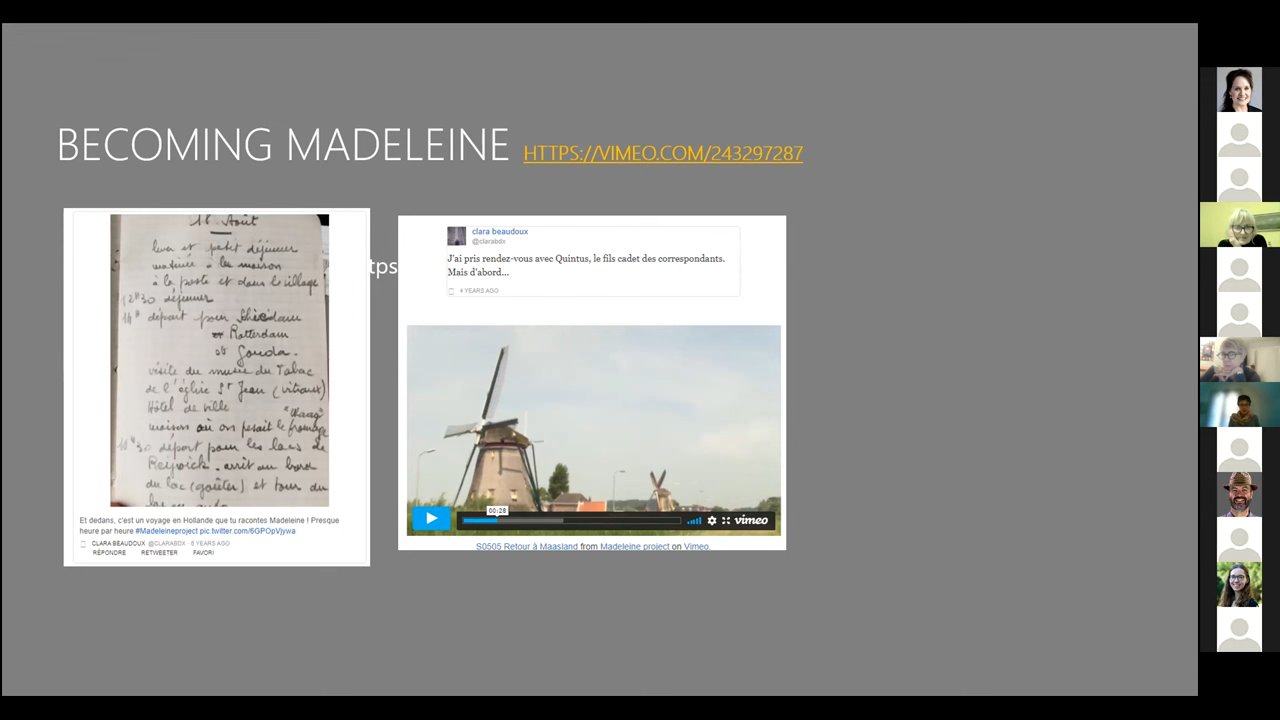 BECOMING MADELEINE HTTPS://VIMEO.COM/243297287
16 Août
lever et petit déjeuner
matinée à la maison
à la poste et dans le village
12h30 déjeuner
14h départ pour Shiedam
Rotterdam
et Gouda.
visite du musée du Tabac
de l'église St Jean (vitraux)
Hôtel de ville "Waag"
maison où on pesait le fromage
départ pour les lacs de
Reiwick. arrêt au bord
du lac (goûter) et tour du
Et dedans, c'est un voyage en Hollande que tu racontes Madeleine ! Presque
heure par heure #Madeleineproject pic.twitter.com/6GPOpVjywa
CLARA BEAUDOUX @CLARABDX · 6 YEARS AGO
RÉPONDRE RETWEETER FAVORI
tps
clara beaudoux
@clarabdx
J'ai pris rendez-vous avec Quintus, le fils cadet des correspondants.
Mais d'abord...
4 YEARS AGO
00:28
vimeo
S0505 Retour à Maasland from Madeleine project on Vimeo.